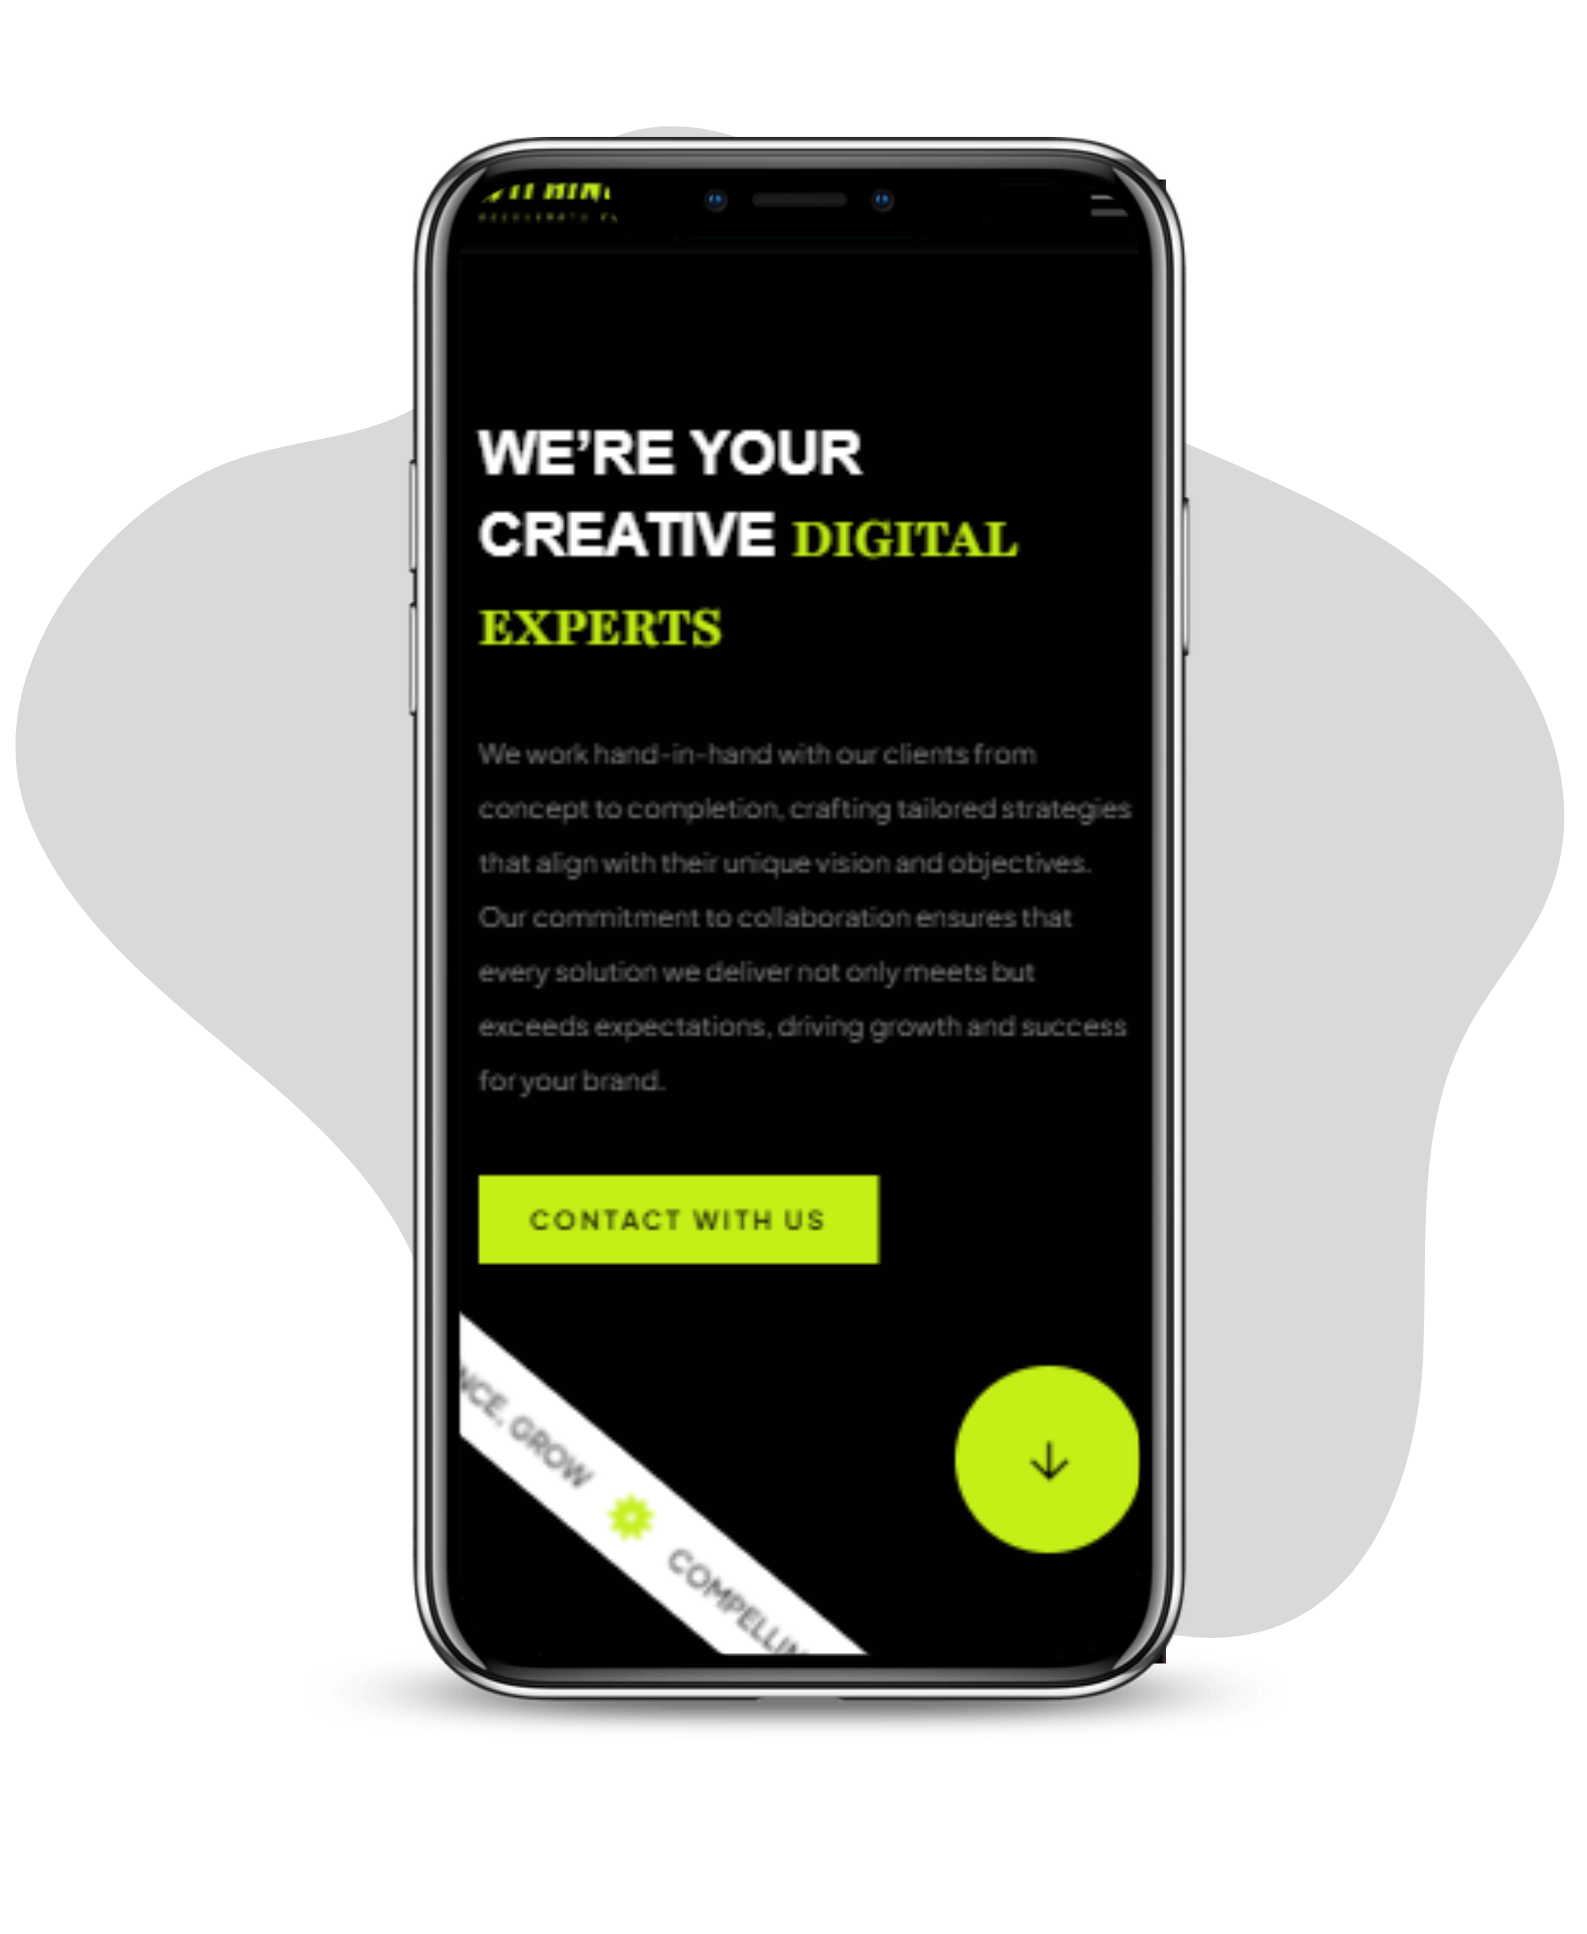 WE’RE YOUR
CREATIVE DIGITAL
EXPERTS
We work hand-in-hand with our clients from
concept to completion, crafting tailored strategies
that align with their unique vision and objectives.
Our commitment to collaboration ensures that
every solution we deliver not only meets but
exceeds expectations, driving growth and success
for your brand.
CONTACT WITH US
NCE, GROW
COMPELLIN